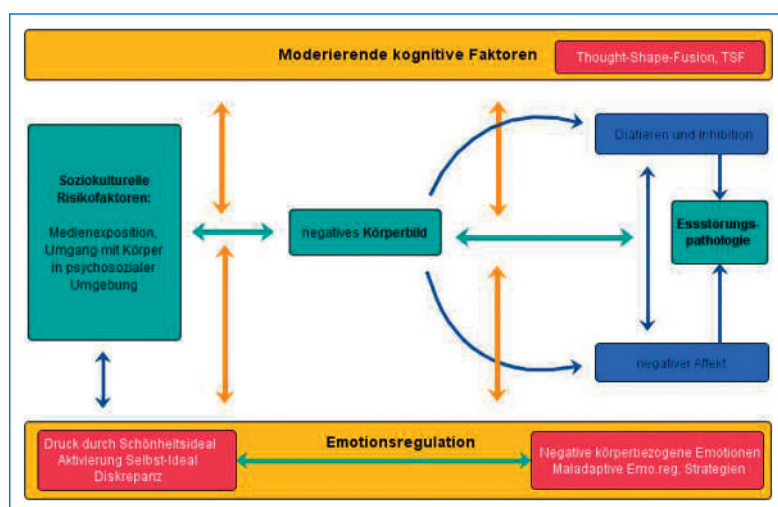 Moderierende kognitive Faktoren
Thought-Shape-Fusion, TSF
Soziokulturelle
Risikofaktoren:
Medienexposition,
Umgang mit Körper
in psychosozialer
Umgebung
negatives Körperbild
Diätieren und Inhibition
Essstörungs-
pathologie
negativer Affekt
Druck durch Schönheitsideal
Aktivierung Selbst-Ideal
Diskrepanz
Emotionsregulation
Negative körperbezogene Emotionen
Maladaptive Emo.reg. Strategien